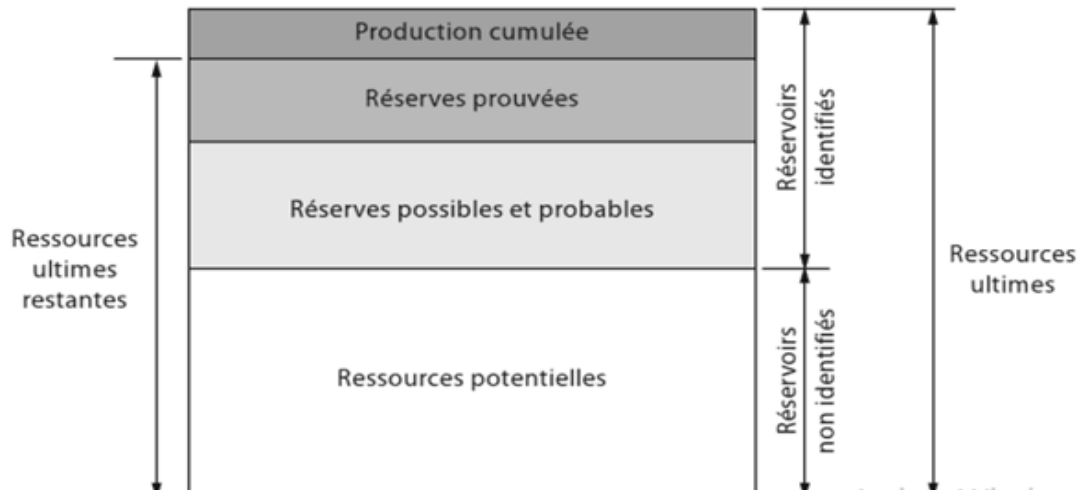 Production cumulée
Réserves prouvées
Réserves possibles et probables
Ressources potentielles
Ressources
ultimes
restantes
Réservoirs
identifiés
Réservoirs
non identifiés
Ressources
ultimes